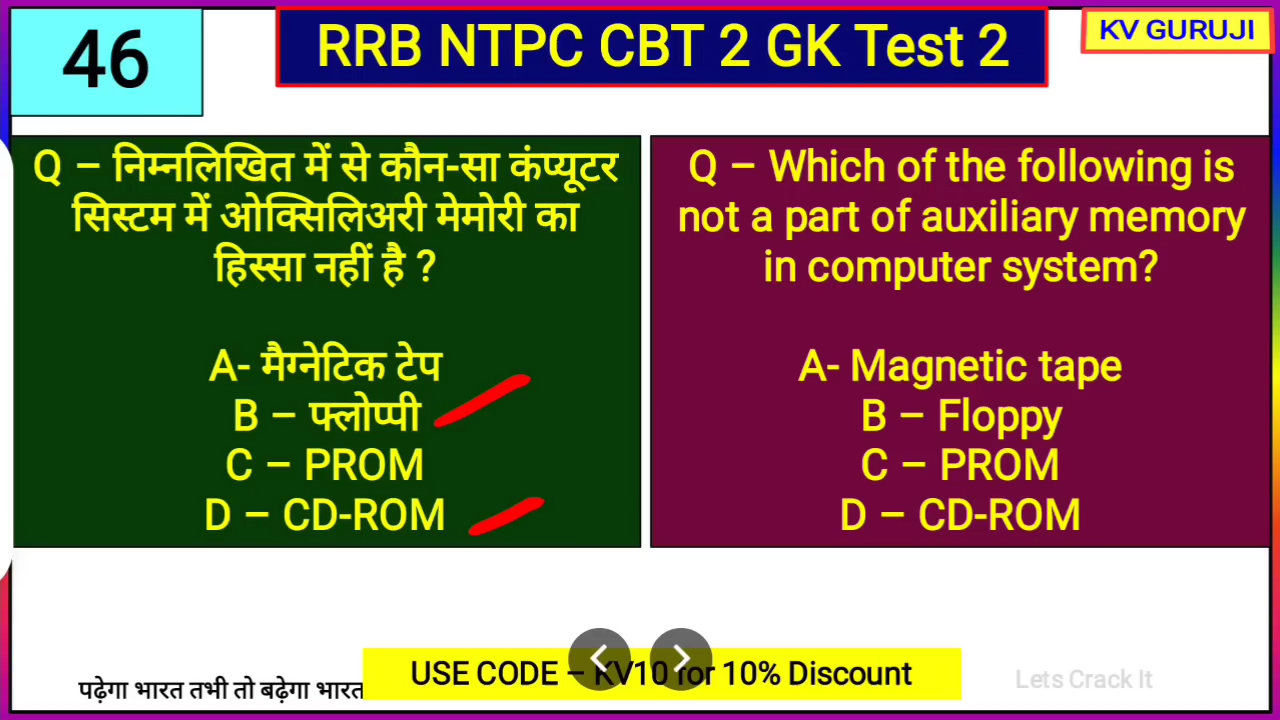 46
RRB NTPC CBT 2 GK Test 2
KV GURUJI
Q – निम्नलिखित में से कौन-सा कंप्यूटर
सिस्टम में ओक्सिलिअरी मेमोरी का
हिस्सा नहीं है ?
A- मैग्नेटिक टेप
B – फ्लोप्पी
C – PROM
D – CD-ROM
Q – Which of the following is
not a part of auxiliary memory
in computer system?
A- Magnetic tape
B – Floppy
C – PROM
D – CD-ROM
पढ़ेगा भारत तभी तो बढ़ेगा भारत
USE CODE – KV10 for 10% Discount
Lets Crack It